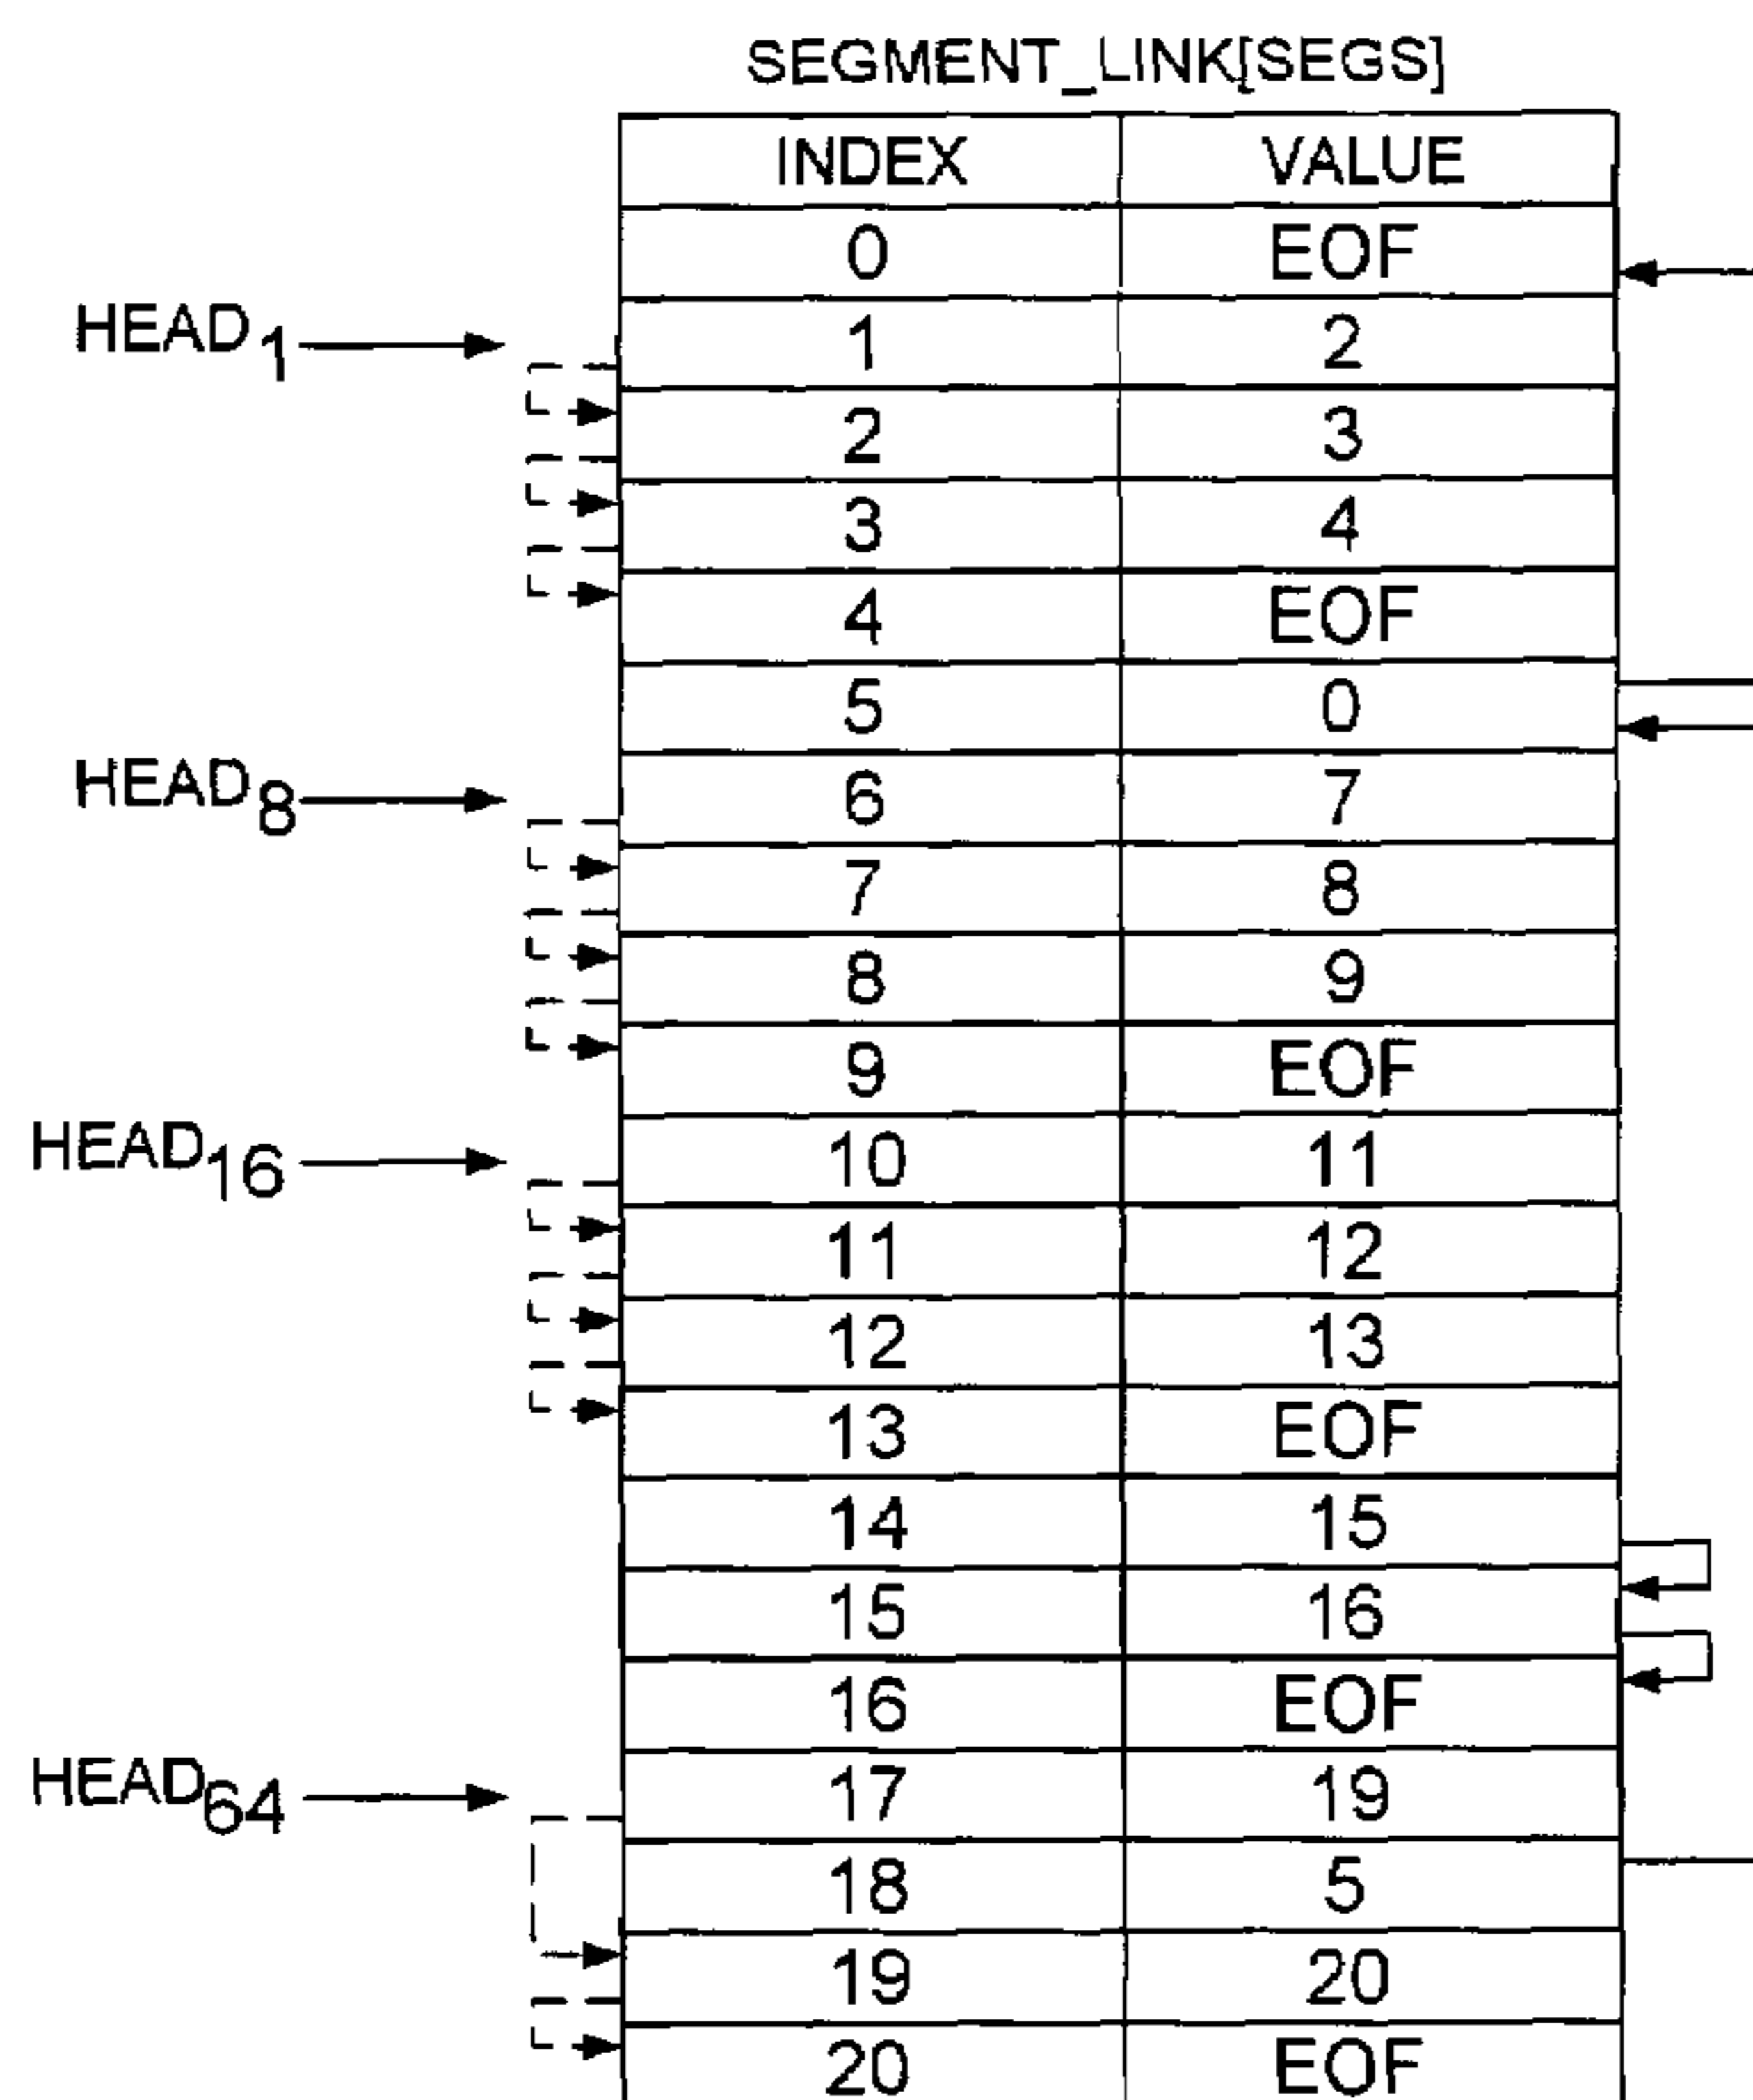 SEGMENT_LINK[SEGS]
INDEX VALUE
0 EOF
HEAD1 1 2
2 3
3 4
4 EOF
5 0
HEAD8 6 7
7 8
8 9
9 EOF
HEAD16 10 11
11 12
12 13
13 EOF
14 15
15 16
16 EOF
HEAD64 17 19
18 5
19 20
20 EOF